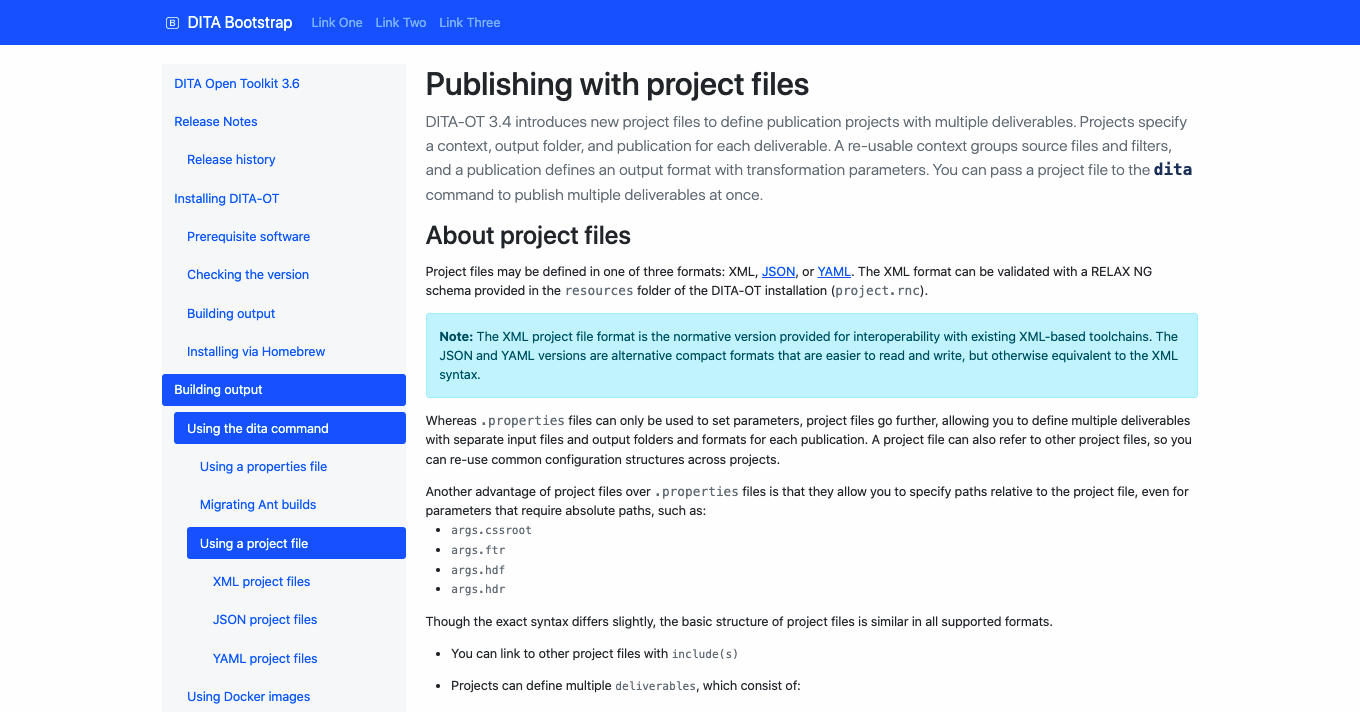 DITA Bootstrap Link One Link Two Link Three
DITA Open Toolkit 3.6
Release Notes
Release history
Installing DITA-OT
Prerequisite software
Checking the version
Building output
Installing via Homebrew
Building output
Using the dita command
Using a properties file
Migrating Ant builds
Using a project file
XML project files
JSON project files
YAML project files
Using Docker images
Publishing with project files
DITA-OT 3.4 introduces new project files to define publication projects with multiple deliverables. Projects specify
a context, output folder, and publication for each deliverable. A re-usable context groups source files and filters,
and a publication defines an output format with transformation parameters. You can pass a project file to the dita
command to publish multiple deliverables at once.
About project files
Project files may be defined in one of three formats: XML, JSON, or YAML. The XML format can be validated with a RELAX NG
schema provided in the resources folder of the DITA-OT installation (project.rnc).
Note: The XML project file format is the normative version provided for interoperability with existing XML-based toolchains. The
JSON and YAML versions are alternative compact formats that are easier to read and write, but otherwise equivalent to the XML
syntax.
Whereas .properties files can only be used to set parameters, project files go further, allowing you to define multiple deliverables
with separate input files and output folders and formats for each publication. A project file can also refer to other project files, so you
can re-use common configuration structures across projects.
Another advantage of project files over .properties files is that they allow you to specify paths relative to the project file, even for
parameters that require absolute paths, such as:
• args.cssroot
• args.ftr
• args.hdf
• args.hdr
Though the exact syntax differs slightly, the basic structure of project files is similar in all supported formats.
• You can link to other project files with include(s)
• Projects can define multiple deliverables, which consist of: